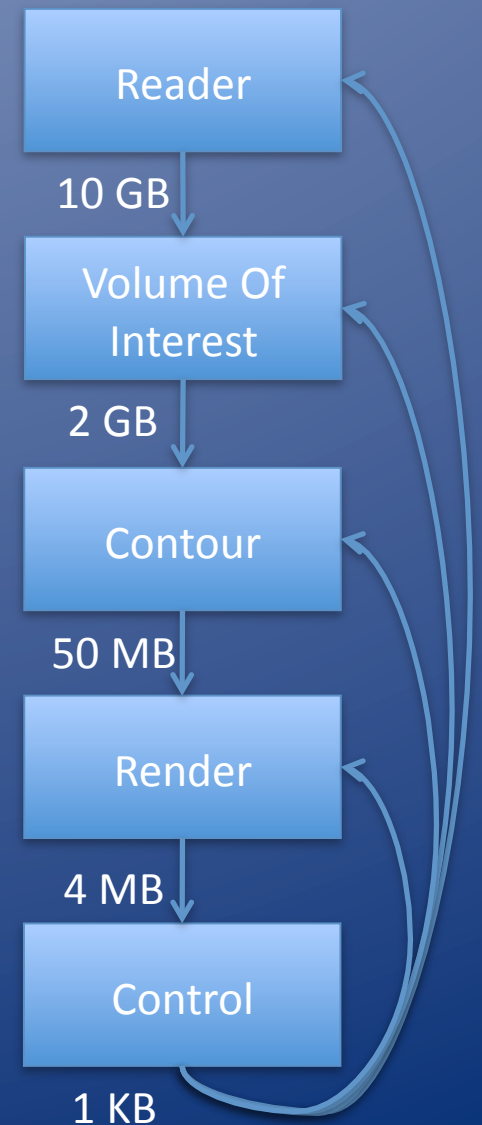 Reader
10 GB
Volume Of
Interest
2 GB
Contour
50 MB
Render
4 MB
Control
1 KB